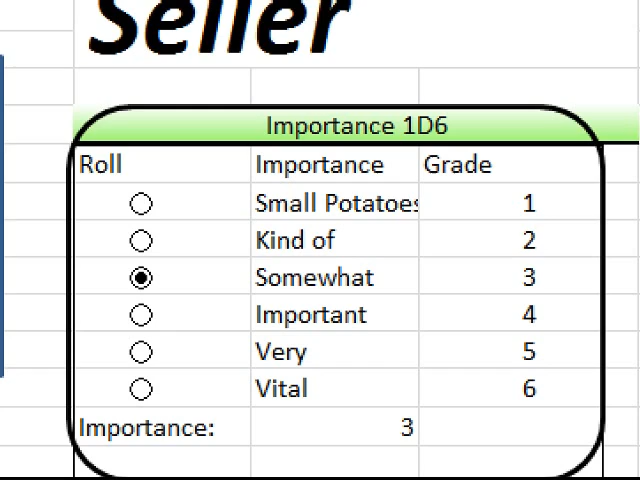 Seller
Importance 1D6
Roll Importance Grade
Small Potatoes 1
Kind of 2
Somewhat 3
Important 4
Very 5
Vital 6
Importance: 3